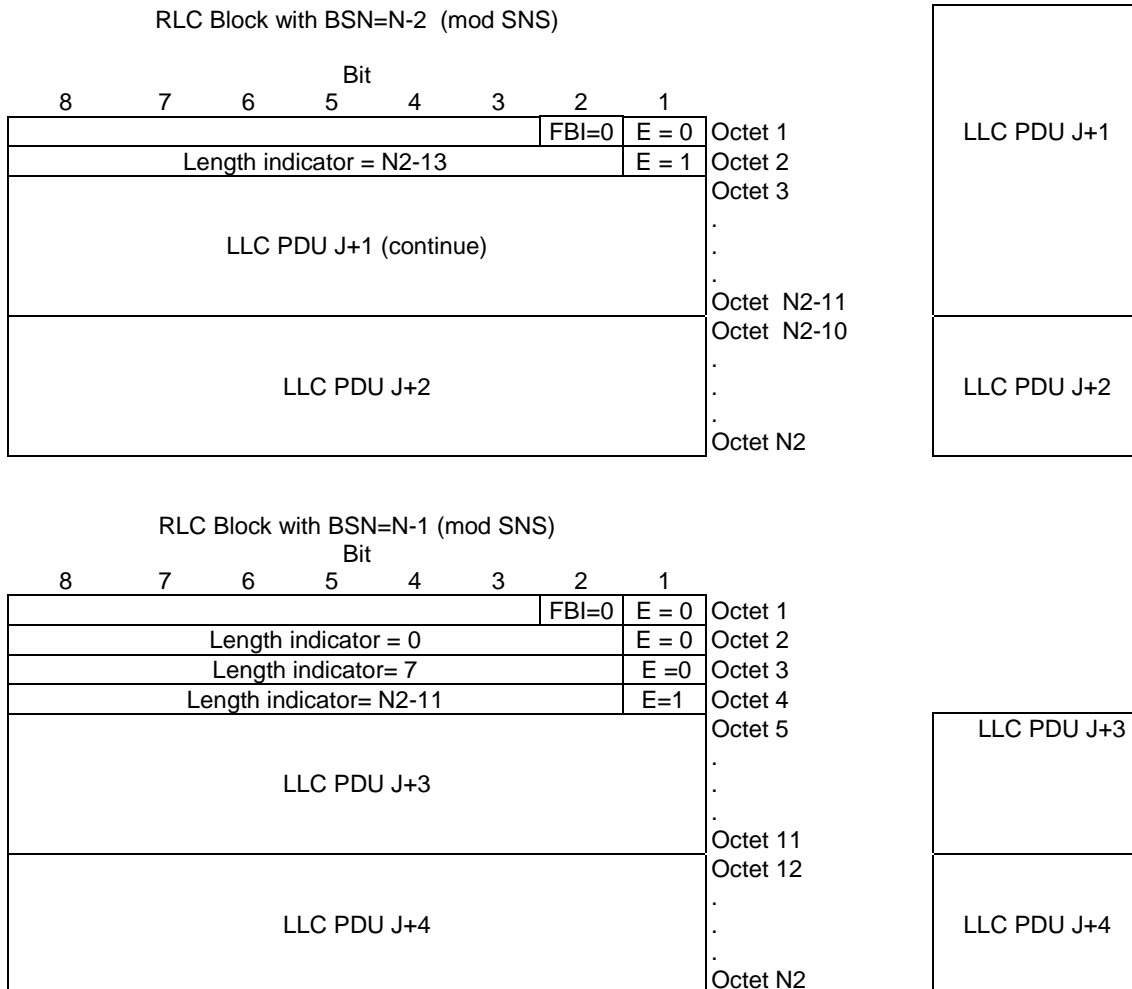 RLC Block with BSN=N-2 (mod SNS)
Bit
8 7 6 5 4 3 2 1
FBI=0 E = 0 Octet 1 LLC PDU J+1
Length indicator = N2-13 E = 1 Octet 2
Octet 3
.
LLC PDU J+1 (continue) .
.
Octet N2-11
Octet N2-10
.
LLC PDU J+2 . LLC PDU J+2
.
Octet N2
RLC Block with BSN=N-1 (mod SNS)
Bit
8 7 6 5 4 3 2 1
FBI=0 E = 0 Octet 1
Length indicator = 0 E = 0 Octet 2
Length indicator= 7 E =0 Octet 3
Length indicator= N2-11 E=1 Octet 4
Octet 5 LLC PDU J+3
.
LLC PDU J+3 .
.
Octet 11
Octet 12
.
LLC PDU J+4 . LLC PDU J+4
.
Octet N2